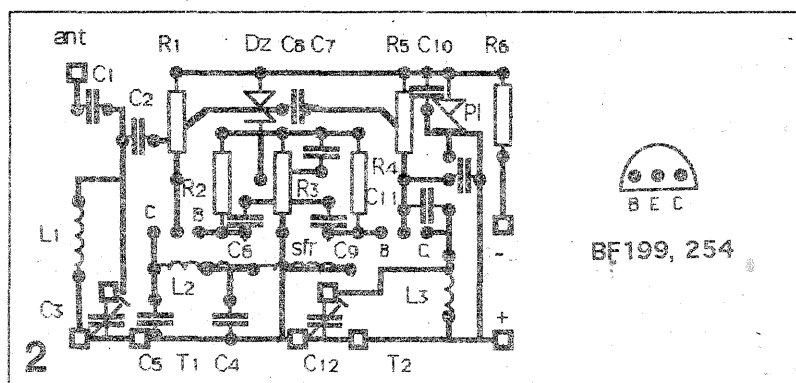 ant R1 Dz C8 C7 R5 C10 R6
C1
C2
Pl
R2 R3 R4
C11
C B C6 sfr C9 B C
B E C
L1 L2 L3
-
BF199, 254
C3
+
2 C5 T1 C4 C12 T2